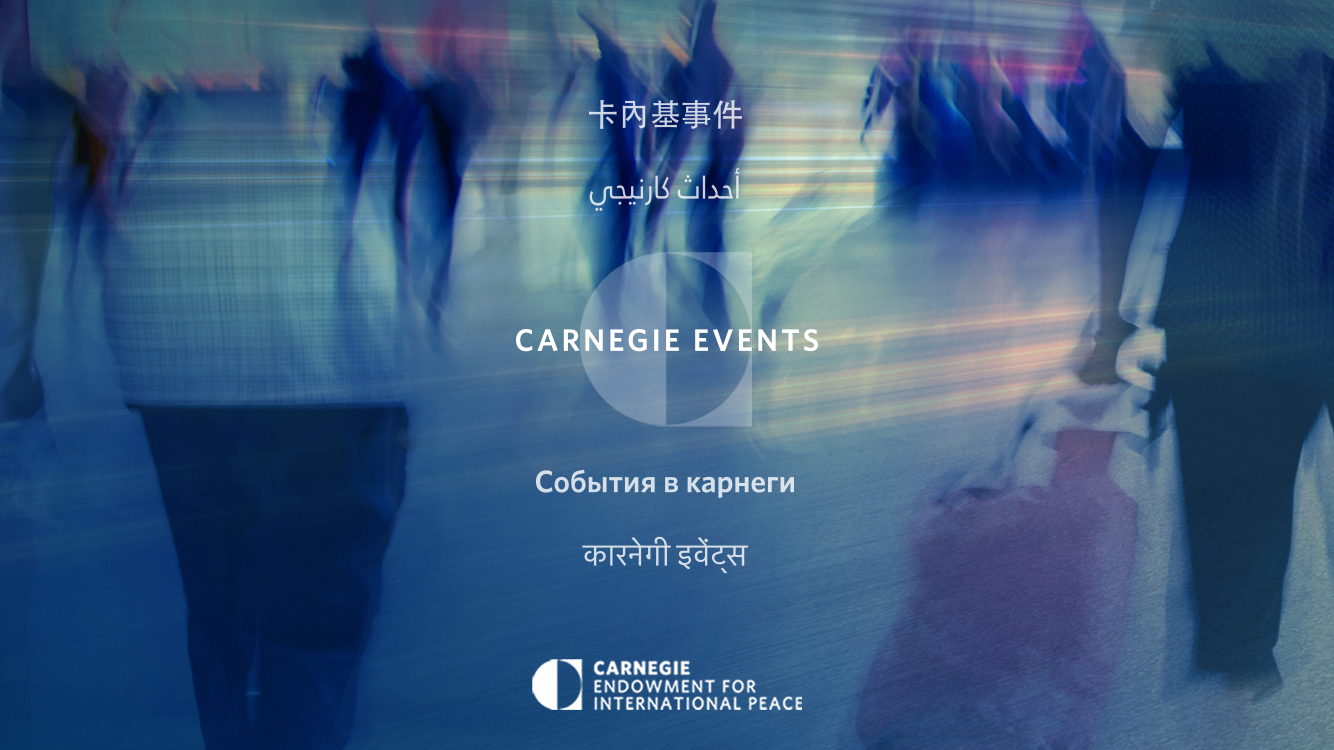 卡內基事件
أحداث كارنيجي
CARNEGIE EVENTS
События в карнеги
कारनेगी इवेंट्स
CARNEGIE
ENDOWMENT FOR
INTERNATIONAL PEACE